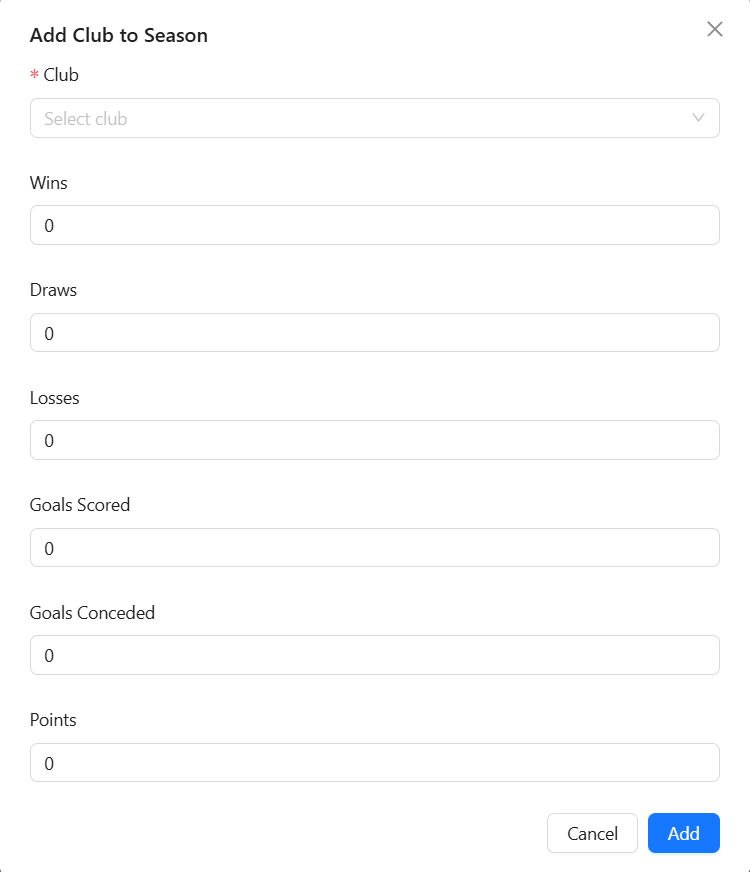 Add Club to Season
* Club
Select club
Wins
0
Draws
0
Losses
0
Goals Scored
0
Goals Conceded
0
Points
0
Cancel Add